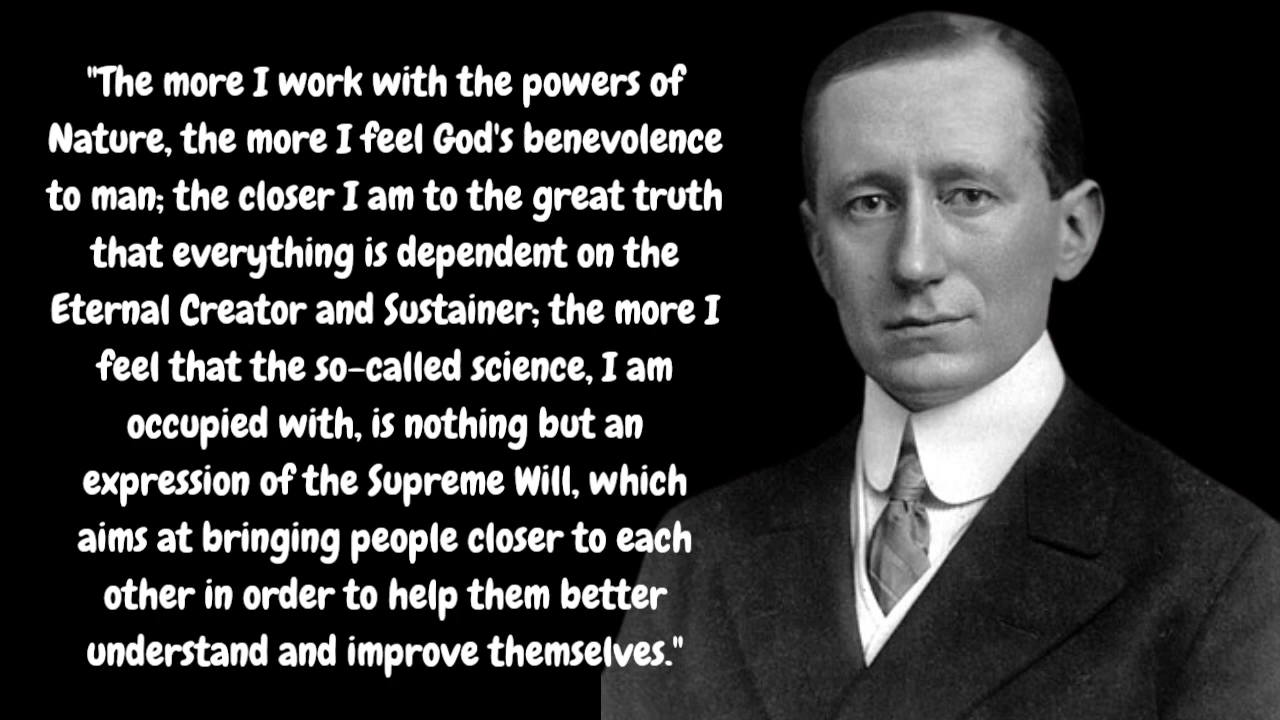 "The more I work with the powers of
Nature, the more I feel God's benevolence
to man; the closer I am to the great truth
that everything is dependent on the
Eternal Creator and Sustainer; the more I
feel that the so-called science, I am
occupied with, is nothing but an
expression of the Supreme Will, which
aims at bringing people closer to each
other in order to help them better
understand and improve themselves."